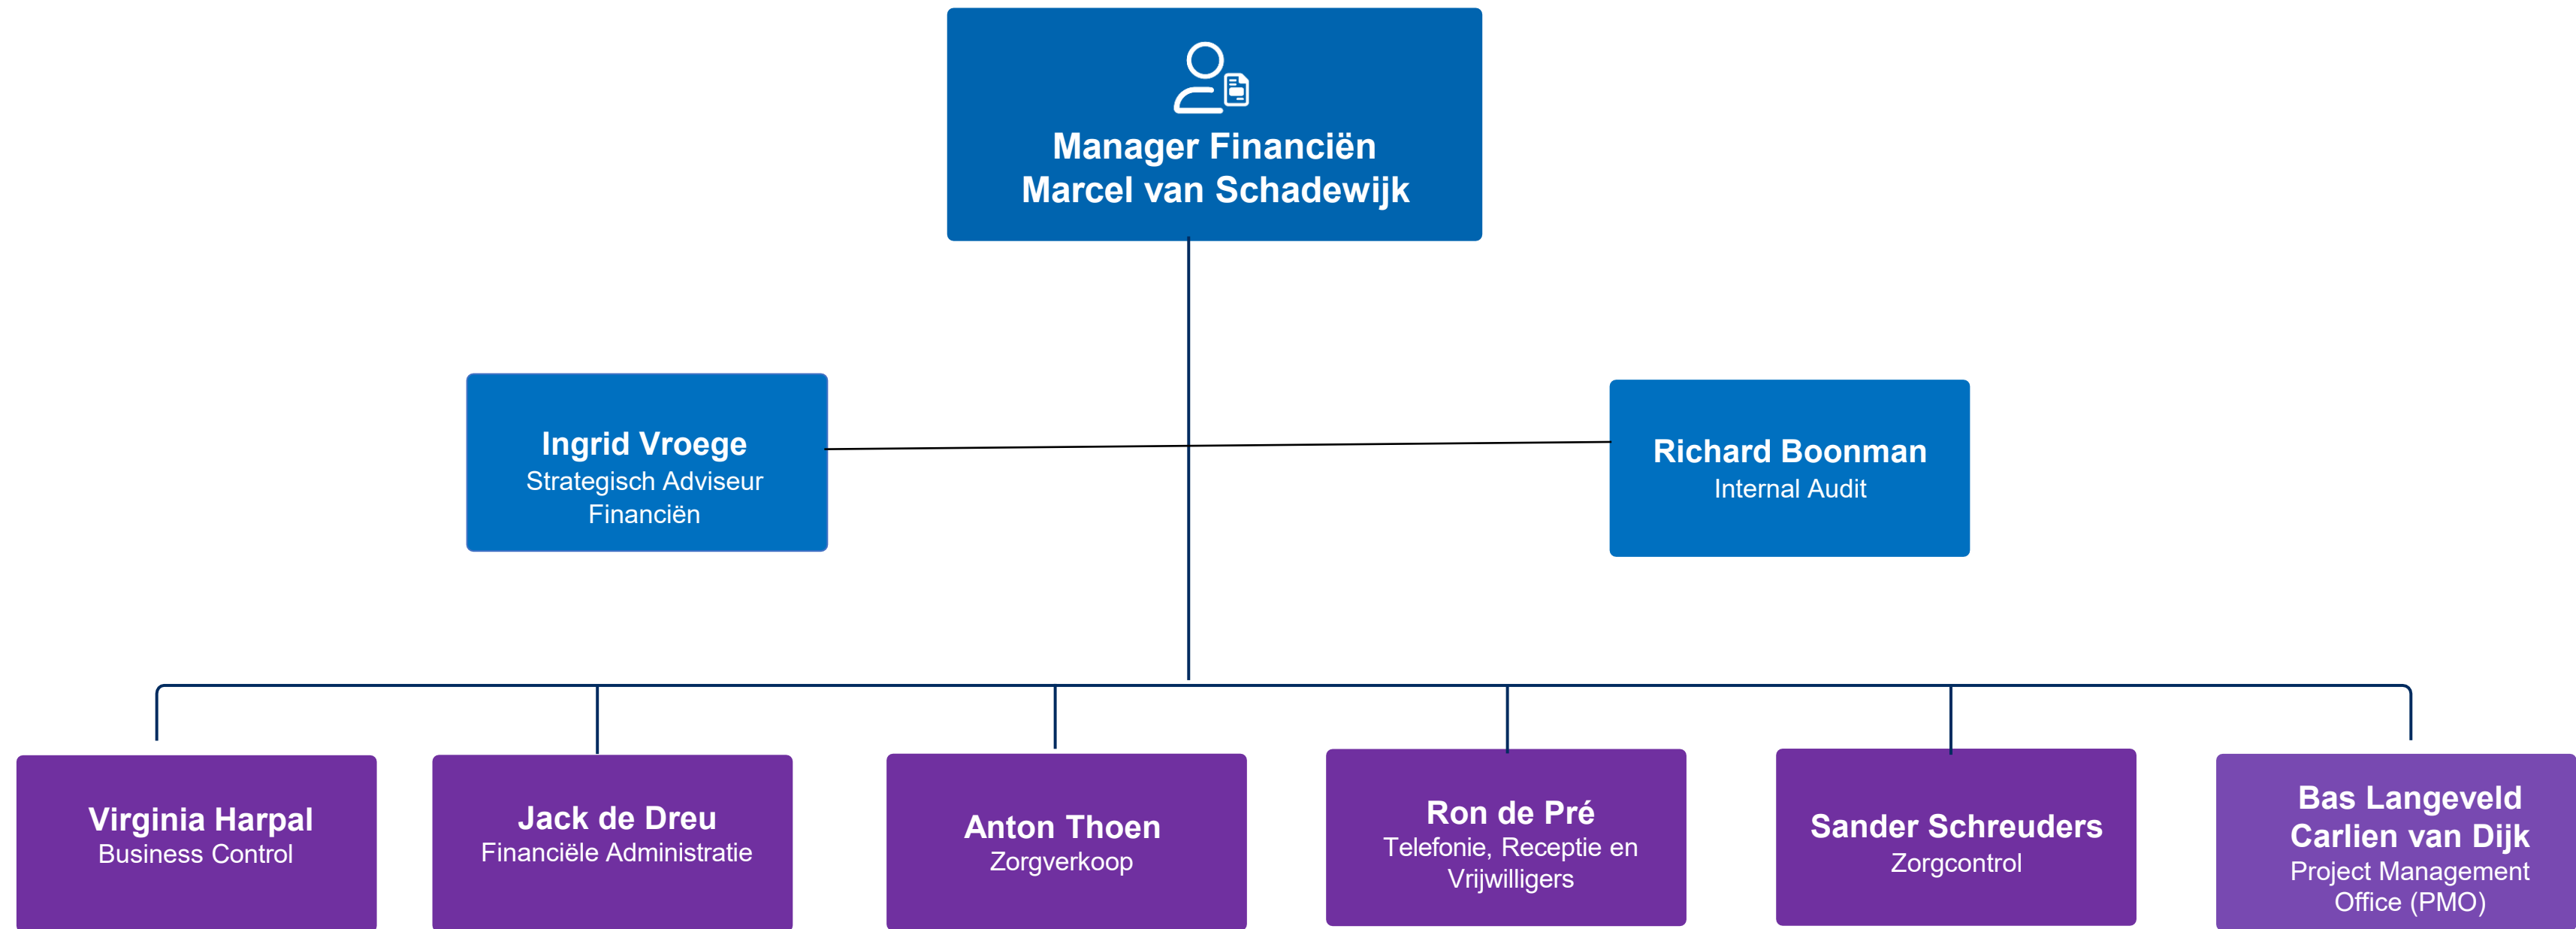 Manager Financiën
Marcel van Schadewijk
Ingrid Vroege
Strategisch Adviseur
Financiën
Richard Boonman
Internal Audit
Virginia Harpal
Business Control
Jack de Dreu
Financiële Administratie
Anton Thoen
Zorgverkoop
Ron de Pré
Telefonie, Receptie en
Vrijwilligers
Sander Schreuders
Zorgcontrol
Bas Langeveld
Carlien van Dijk
Project Management
Office (PMO)